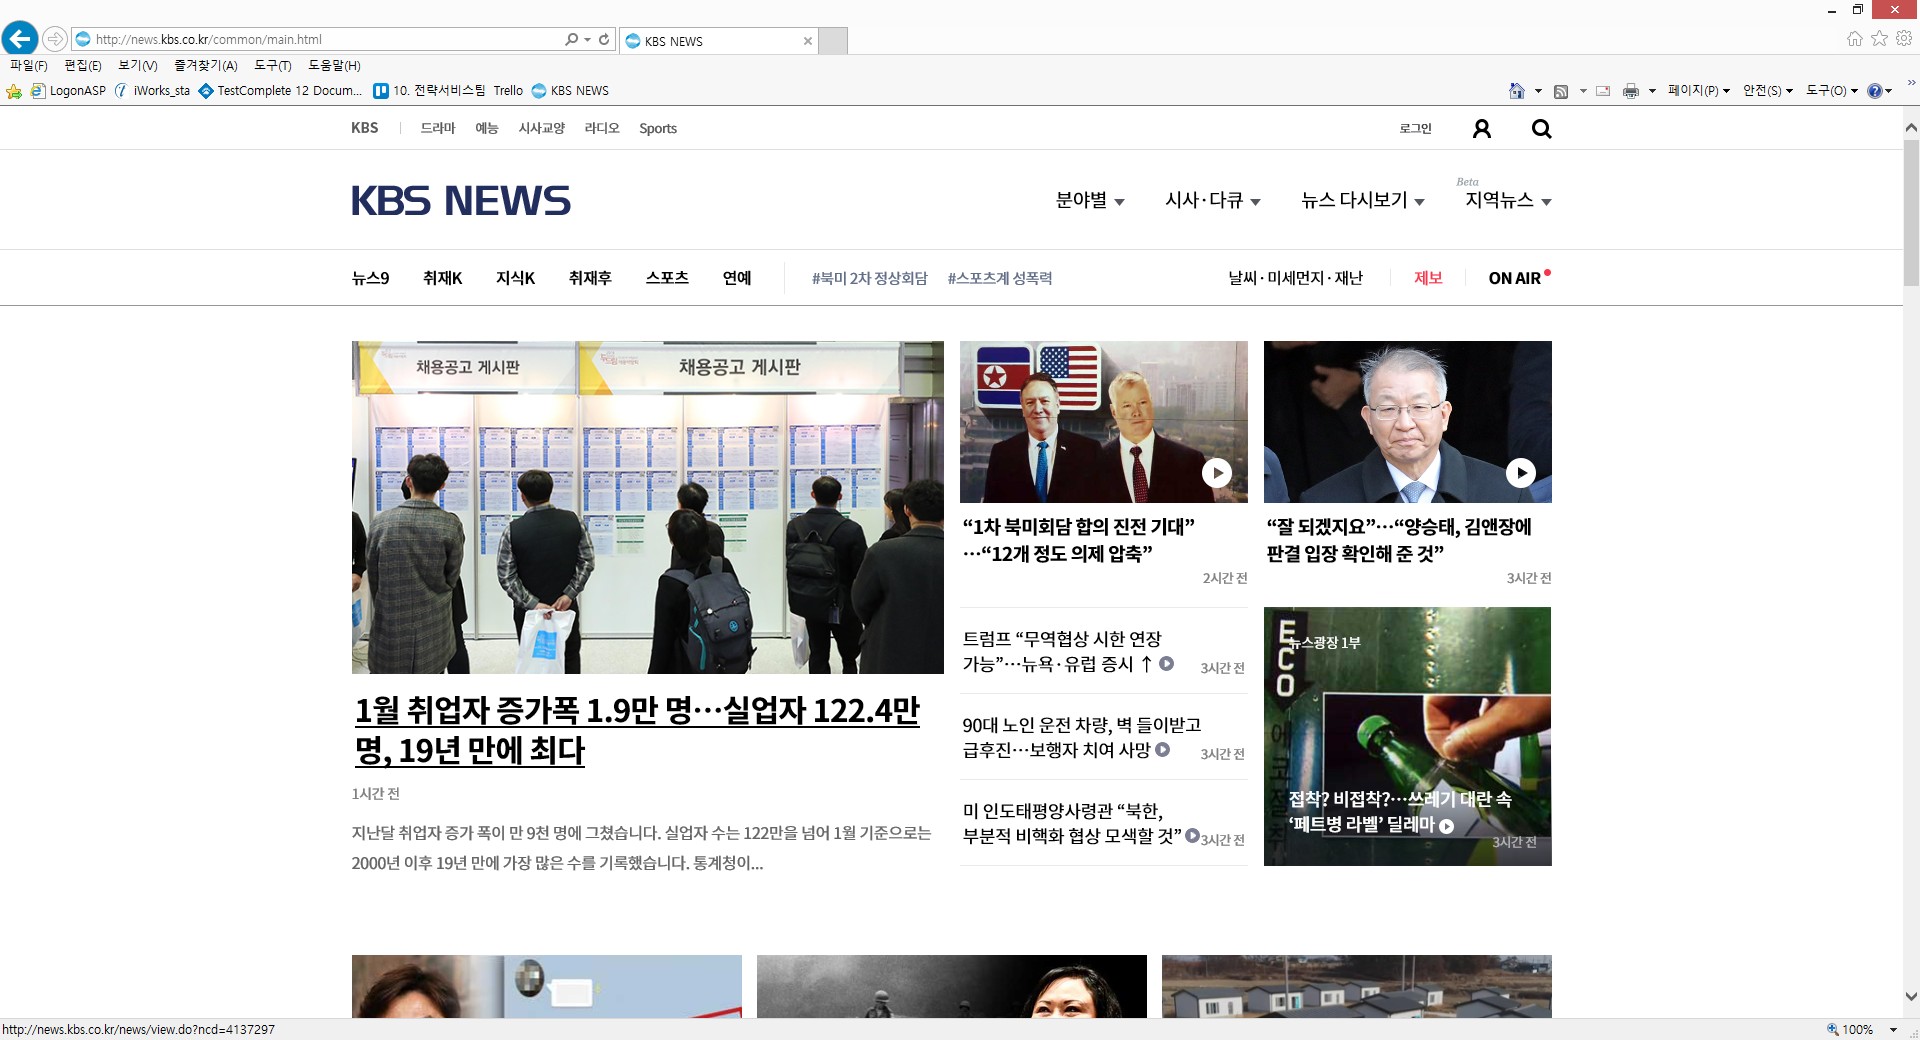 http://news.kbs.co.kr/common/main.html
KBS NEWS
파일(F) 편집(E) 보기(V) 즐겨찾기(A) 도구(T) 도움말(H)
LogonASP iWorks_sta TestComplete 12 Docum... 10. 전략서비스팀 Trello KBS NEWS
페이지(P) 안전(S) 도구(O)
KBS 드라마 예능 시사교양 라디오 Sports 로그인
KBS NEWS
분야별 시사·다큐 뉴스 다시보기 Beta 지역뉴스
뉴스9 취재K 지식K 취재후 스포츠 연예 #북미 2차 정상회담 #스포츠계 성폭력 날씨·미세먼지·재난 제보 ON AIR
채용공고 게시판
채용공고 게시판
1월 취업자 증가폭 1.9만 명…실업자 122.4만
명, 19년 만에 최다
1시간 전
지난달 취업자 증가 폭이 만 9천 명에 그쳤습니다. 실업자 수는 122만을 넘어 1월 기준으로는
2000년 이후 19년 만에 가장 많은 수를 기록했습니다. 통계청이...
“1차 북미회담 합의 진전 기대”
…“12개 정도 의제 압축”
2시간 전
“잘 되겠지요”…“양승태, 김앤장에
판결 입장 확인해 준 것”
3시간 전
트럼프 “무역협상 시한 연장
가능”…뉴욕·유럽 증시 ↑
3시간 전
90대 노인 운전 차량, 벽 들이받고
급후진…보행자 치여 사망
3시간 전
미 인도태평양사령관 “북한,
부분적 비핵화 협상 모색할 것”
3시간 전
ECO
뉴스광장 1부
접착? 비접착?…쓰레기 대란 속
‘페트병 라벨’ 딜레마
3시간 전
http://news.kbs.co.kr/news/view.do?ncd=4137297
100%